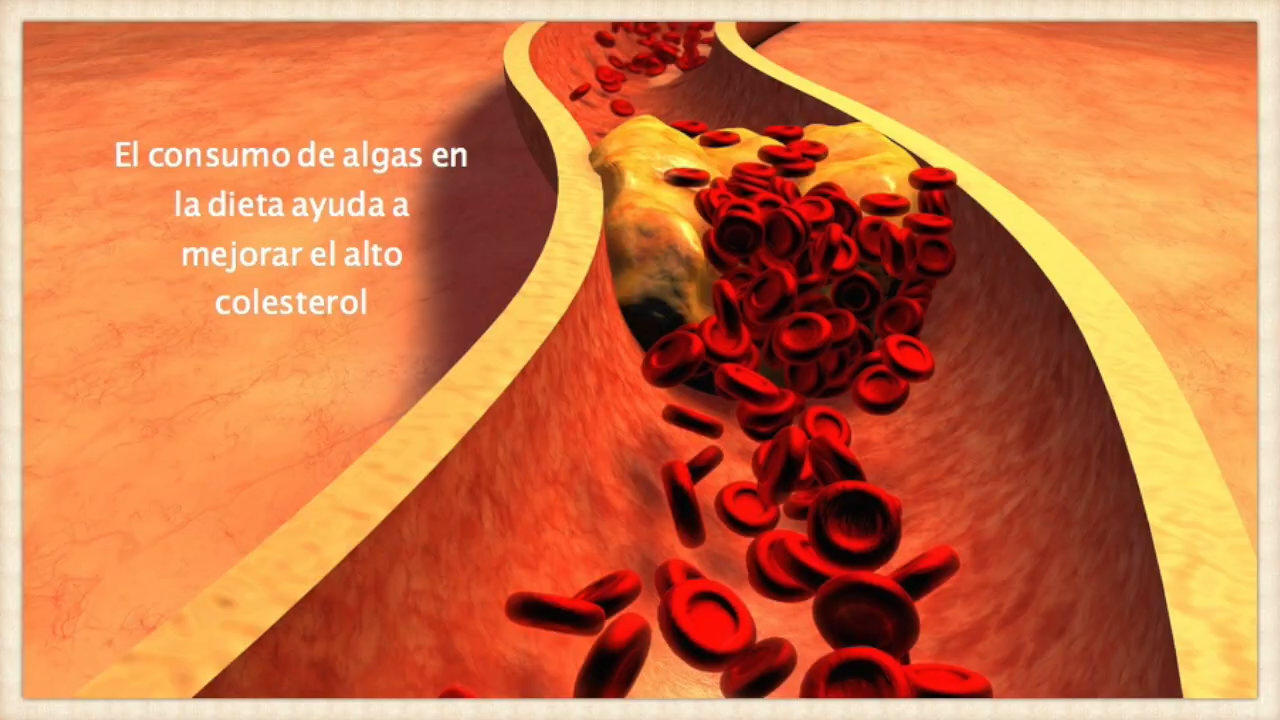 El consumo de algas en
la dieta ayuda a
mejorar el alto
colesterol